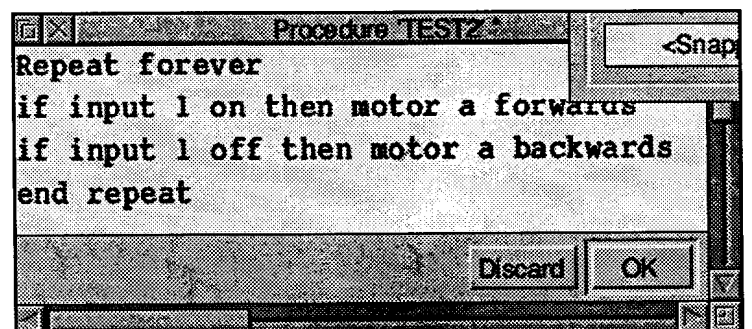 Procedure 'TEST2' *
<Snap
Repeat forever
if input 1 on then motor a forwards
if input 1 off then motor a backwards
end repeat
Discard OK